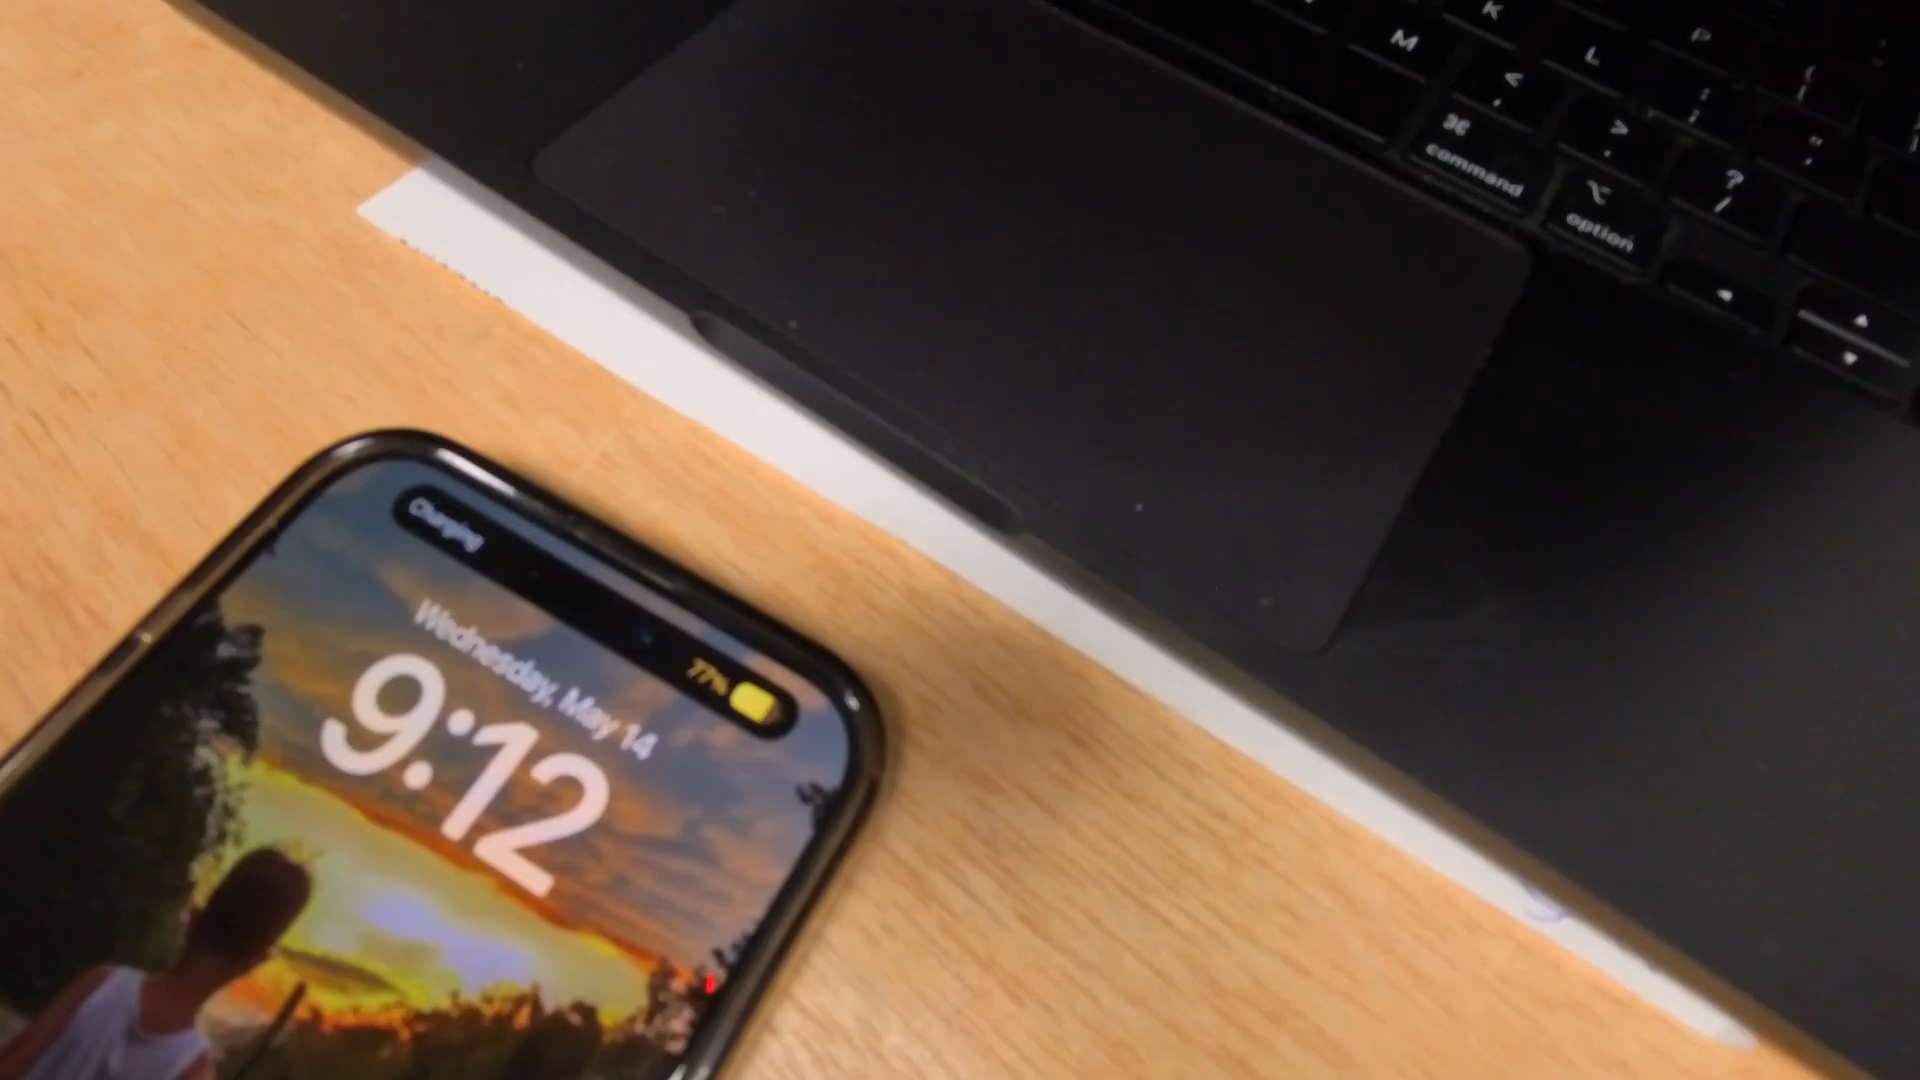 Charging
77%
Wednesday, May 14
9:12
K
P
M
L
<
,
:
;
{
[
⌘
command
>
.
"
'
⌥
option
?
/
◀
▲
▼